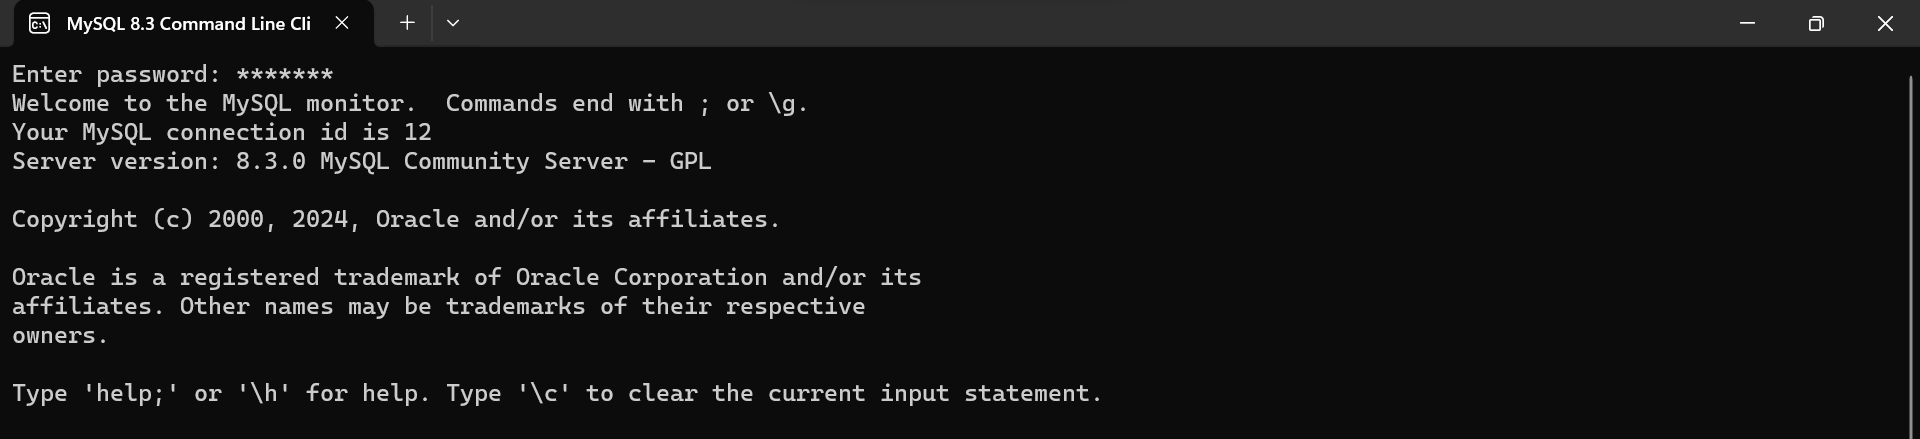 MySQL 8.3 Command Line Cli
Enter password: *******
Welcome to the MySQL monitor.  Commands end with ; or \g.
Your MySQL connection id is 12
Server version: 8.3.0 MySQL Community Server - GPL
Copyright (c) 2000, 2024, Oracle and/or its affiliates.
Oracle is a registered trademark of Oracle Corporation and/or its
affiliates. Other names may be trademarks of their respective
owners.
Type 'help;' or '\h' for help. Type '\c' to clear the current input statement.